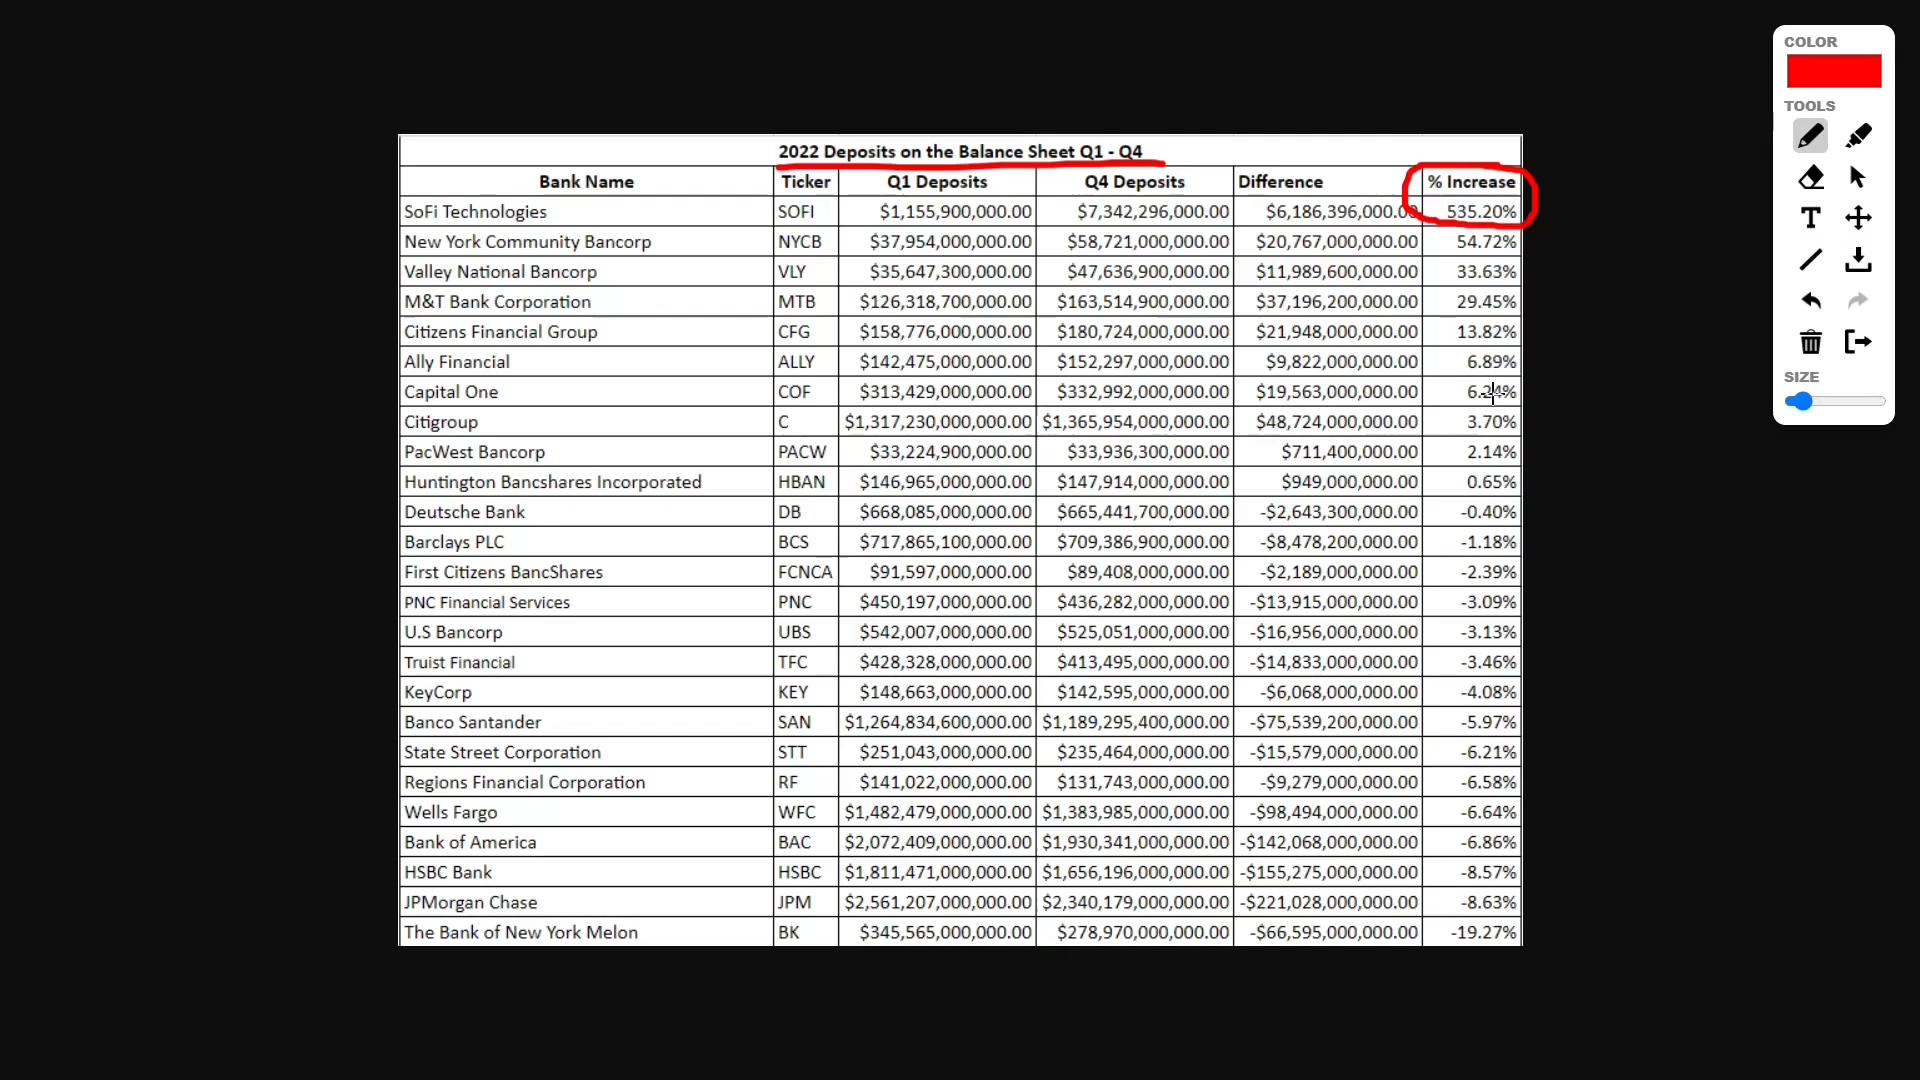 COLOR
TOOLS
SIZE
2022 Deposits on the Balance Sheet Q1 - Q4
Bank Name Ticker Q1 Deposits Q4 Deposits Difference % Increase
SoFi Technologies SOFI $1,155,900,000.00 $7,342,296,000.00 $6,186,396,000.00 535.20%
New York Community Bancorp NYCB $37,954,000,000.00 $58,721,000,000.00 $20,767,000,000.00 54.72%
Valley National Bancorp VLY $35,647,300,000.00 $47,636,900,000.00 $11,989,600,000.00 33.63%
M&T Bank Corporation MTB $126,318,700,000.00 $163,514,900,000.00 $37,196,200,000.00 29.45%
Citizens Financial Group CFG $158,776,000,000.00 $180,724,000,000.00 $21,948,000,000.00 13.82%
Ally Financial ALLY $142,475,000,000.00 $152,297,000,000.00 $9,822,000,000.00 6.89%
Capital One COF $313,429,000,000.00 $332,992,000,000.00 $19,563,000,000.00 6.24%
Citigroup C $1,317,230,000,000.00 $1,365,954,000,000.00 $48,724,000,000.00 3.70%
PacWest Bancorp PACW $33,224,900,000.00 $33,936,300,000.00 $711,400,000.00 2.14%
Huntington Bancshares Incorporated HBAN $146,965,000,000.00 $147,914,000,000.00 $949,000,000.00 0.65%
Deutsche Bank DB $668,085,000,000.00 $665,441,700,000.00 -$2,643,300,000.00 -0.40%
Barclays PLC BCS $717,865,100,000.00 $709,386,900,000.00 -$8,478,200,000.00 -1.18%
First Citizens BancShares FCNCA $91,597,000,000.00 $89,408,000,000.00 -$2,189,000,000.00 -2.39%
PNC Financial Services PNC $450,197,000,000.00 $436,282,000,000.00 -$13,915,000,000.00 -3.09%
U.S Bancorp UBS $542,007,000,000.00 $525,051,000,000.00 -$16,956,000,000.00 -3.13%
Truist Financial TFC $428,328,000,000.00 $413,495,000,000.00 -$14,833,000,000.00 -3.46%
KeyCorp KEY $148,663,000,000.00 $142,595,000,000.00 -$6,068,000,000.00 -4.08%
Banco Santander SAN $1,264,834,600,000.00 $1,189,295,400,000.00 -$75,539,200,000.00 -5.97%
State Street Corporation STT $251,043,000,000.00 $235,464,000,000.00 -$15,579,000,000.00 -6.21%
Regions Financial Corporation RF $141,022,000,000.00 $131,743,000,000.00 -$9,279,000,000.00 -6.58%
Wells Fargo WFC $1,482,479,000,000.00 $1,383,985,000,000.00 -$98,494,000,000.00 -6.64%
Bank of America BAC $2,072,409,000,000.00 $1,930,341,000,000.00 -$142,068,000,000.00 -6.86%
HSBC Bank HSBC $1,811,471,000,000.00 $1,656,196,000,000.00 -$155,275,000,000.00 -8.57%
JPMorgan Chase JPM $2,561,207,000,000.00 $2,340,179,000,000.00 -$221,028,000,000.00 -8.63%
The Bank of New York Melon BK $345,565,000,000.00 $278,970,000,000.00 -$66,595,000,000.00 -19.27%